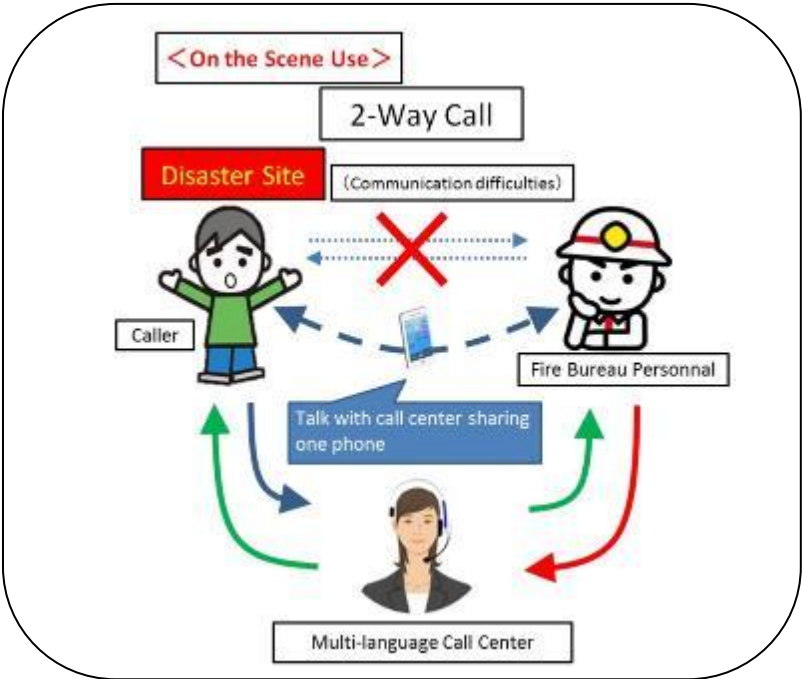 ＜On the Scene Use＞
2-Way Call
Disaster Site
（Communication difficulties）
Caller
Fire Bureau Personnal
Talk with call center sharing
one phone
Multi-language Call Center